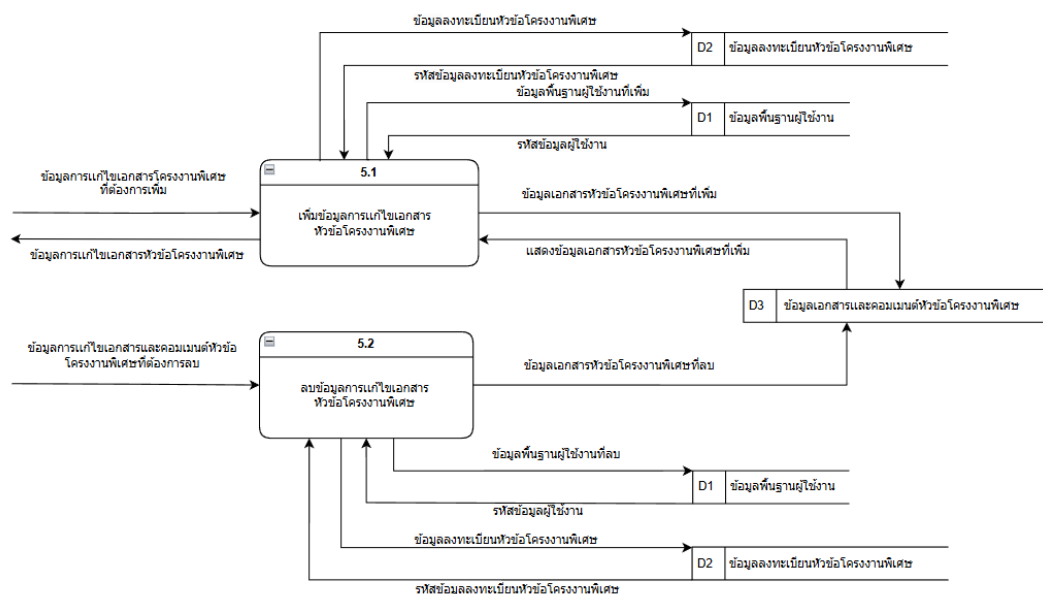 ข้อมูลลงทะเบียนหัวข้อโครงงานพิเศษ
D2 ข้อมูลลงทะเบียนหัวข้อโครงงานพิเศษ
รหัสข้อมูลลงทะเบียนหัวข้อโครงงานพิเศษ
ข้อมูลพื้นฐานผู้ใช้งานที่เพิ่ม
D1 ข้อมูลพื้นฐานผู้ใช้งาน
รหัสข้อมูลผู้ใช้งาน
5.1
ข้อมูลการแก้ไขเอกสารโครงงานพิเศษ
ที่ต้องการเพิ่ม
ข้อมูลเอกสารหัวข้อโครงงานพิเศษที่เพิ่ม
เพิ่มข้อมูลการแก้ไขเอกสาร
หัวข้อโครงงานพิเศษ
ข้อมูลการแก้ไขเอกสารหัวข้อโครงงานพิเศษ
แสดงข้อมูลเอกสารหัวข้อโครงงานพิเศษที่เพิ่ม
D3 ข้อมูลเอกสารและคอมเมนต์หัวข้อโครงงานพิเศษ
5.2
ข้อมูลการแก้ไขเอกสารและคอมเมนต์หัวข้อ
โครงงานพิเศษที่ต้องการลบ
ข้อมูลเอกสารหัวข้อโครงงานพิเศษที่ลบ
ลบข้อมูลการแก้ไขเอกสาร
หัวข้อโครงงานพิเศษ
ข้อมูลพื้นฐานผู้ใช้งานที่ลบ
D1 ข้อมูลพื้นฐานผู้ใช้งาน
รหัสข้อมูลผู้ใช้งาน
ข้อมูลลงทะเบียนหัวข้อโครงงานพิเศษ
D2 ข้อมูลลงทะเบียนหัวข้อโครงงานพิเศษ
รหัสข้อมูลลงทะเบียนหัวข้อโครงงานพิเศษ